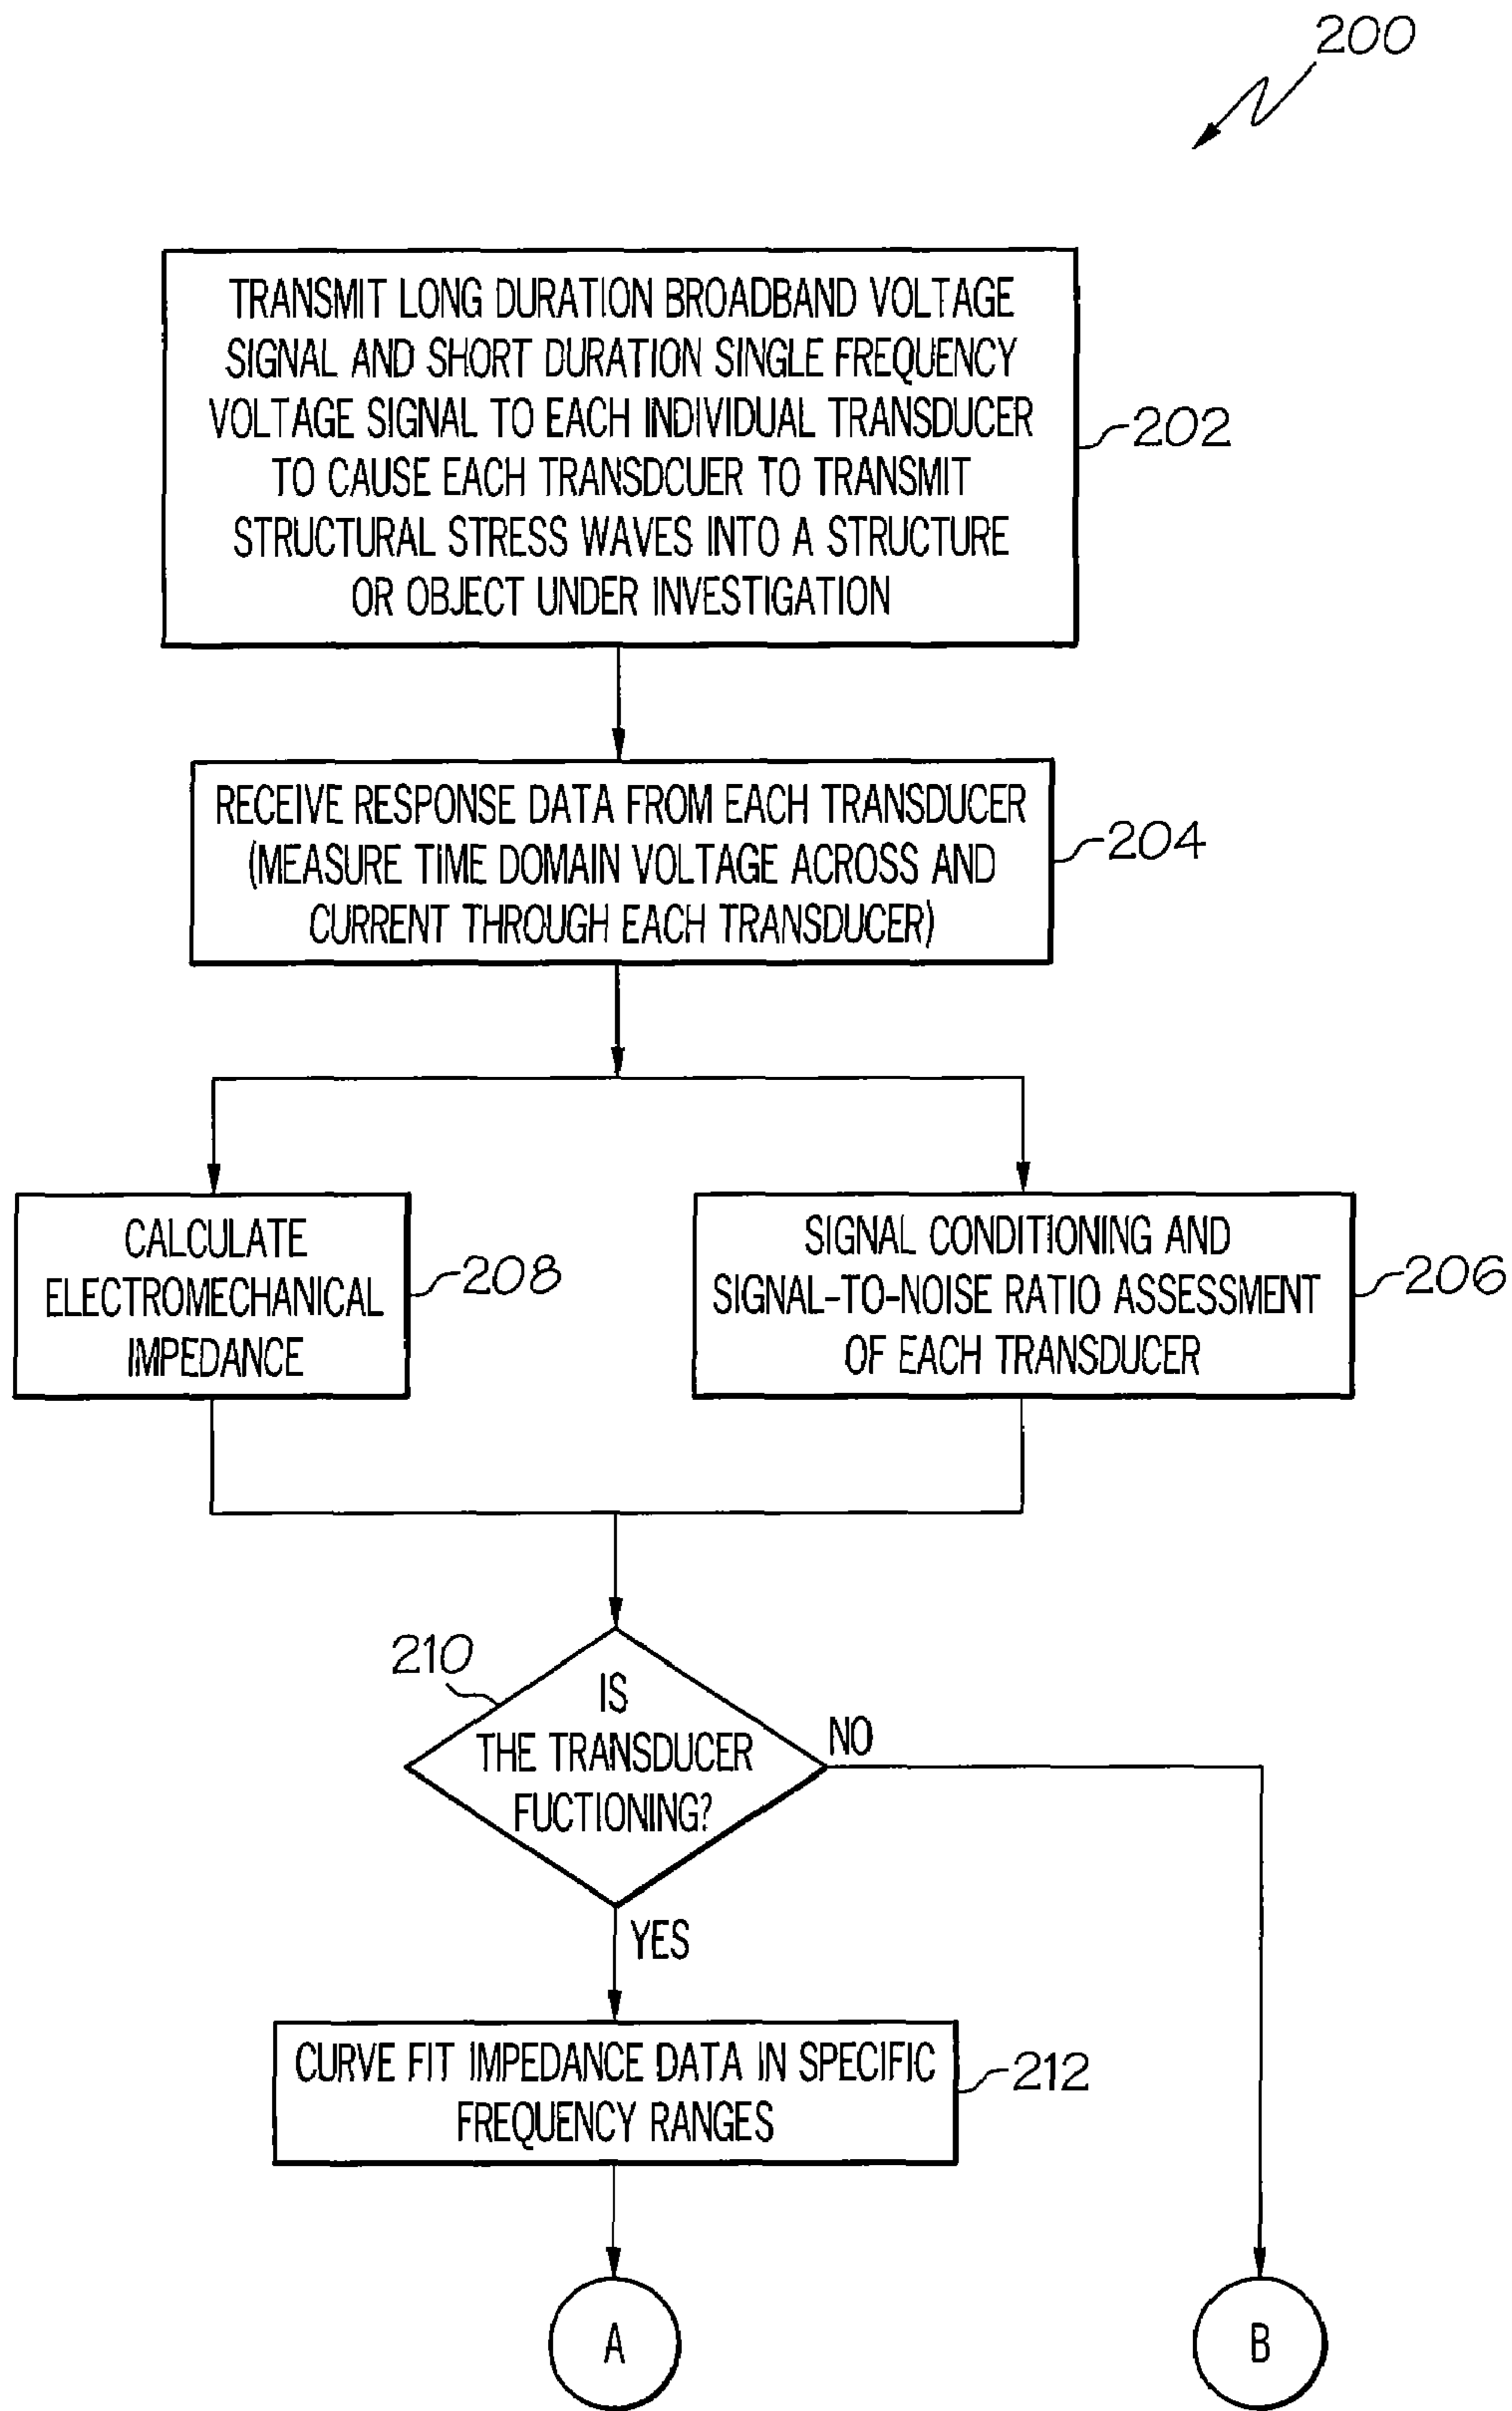 200
TRANSMIT LONG DURATION BROADBAND VOLTAGE
SIGNAL AND SHORT DURATION SINGLE FREQUENCY
VOLTAGE SIGNAL TO EACH INDIVIDUAL TRANSDUCER
TO CAUSE EACH TRANSDCUER TO TRANSMIT
STRUCTURAL STRESS WAVES INTO A STRUCTURE
OR OBJECT UNDER INVESTIGATION
202
RECEIVE RESPONSE DATA FROM EACH TRANSDUCER
(MEASURE TIME DOMAIN VOLTAGE ACROSS AND
CURRENT THROUGH EACH TRANSDUCER)
204
CALCULATE
ELECTROMECHANICAL
IMPEDANCE
208
SIGNAL CONDITIONING AND
SIGNAL-TO-NOISE RATIO ASSESSMENT
OF EACH TRANSDUCER
206
210
IS
THE TRANSDUCER
FUCTIONING?
NO
YES
CURVE FIT IMPEDANCE DATA IN SPECIFIC
FREQUENCY RANGES
212
A
B